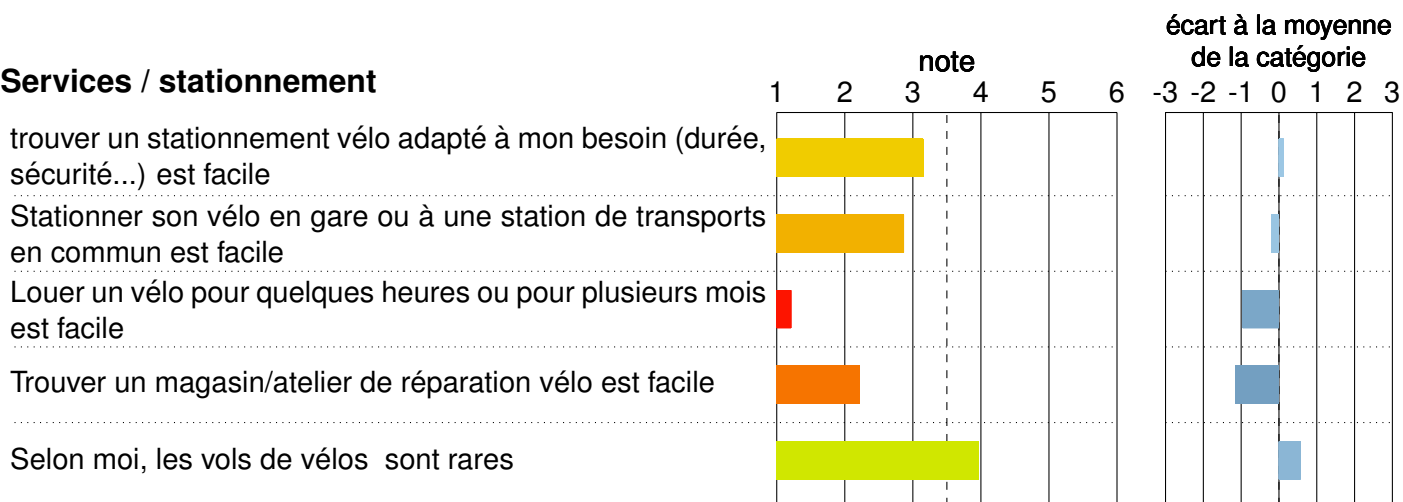 écart à la moyenne
note de la catégorie
Services / stationnement
1 2 3 4 5 6 -3 -2 -1 0 1 2 3
trouver un stationnement vélo adapté à mon besoin (durée,
sécurité...) est facile
Stationner son vélo en gare ou à une station de transports
en commun est facile
Louer un vélo pour quelques heures ou pour plusieurs mois
est facile
Trouver un magasin/atelier de réparation vélo est facile
Selon moi, les vols de vélos sont rares